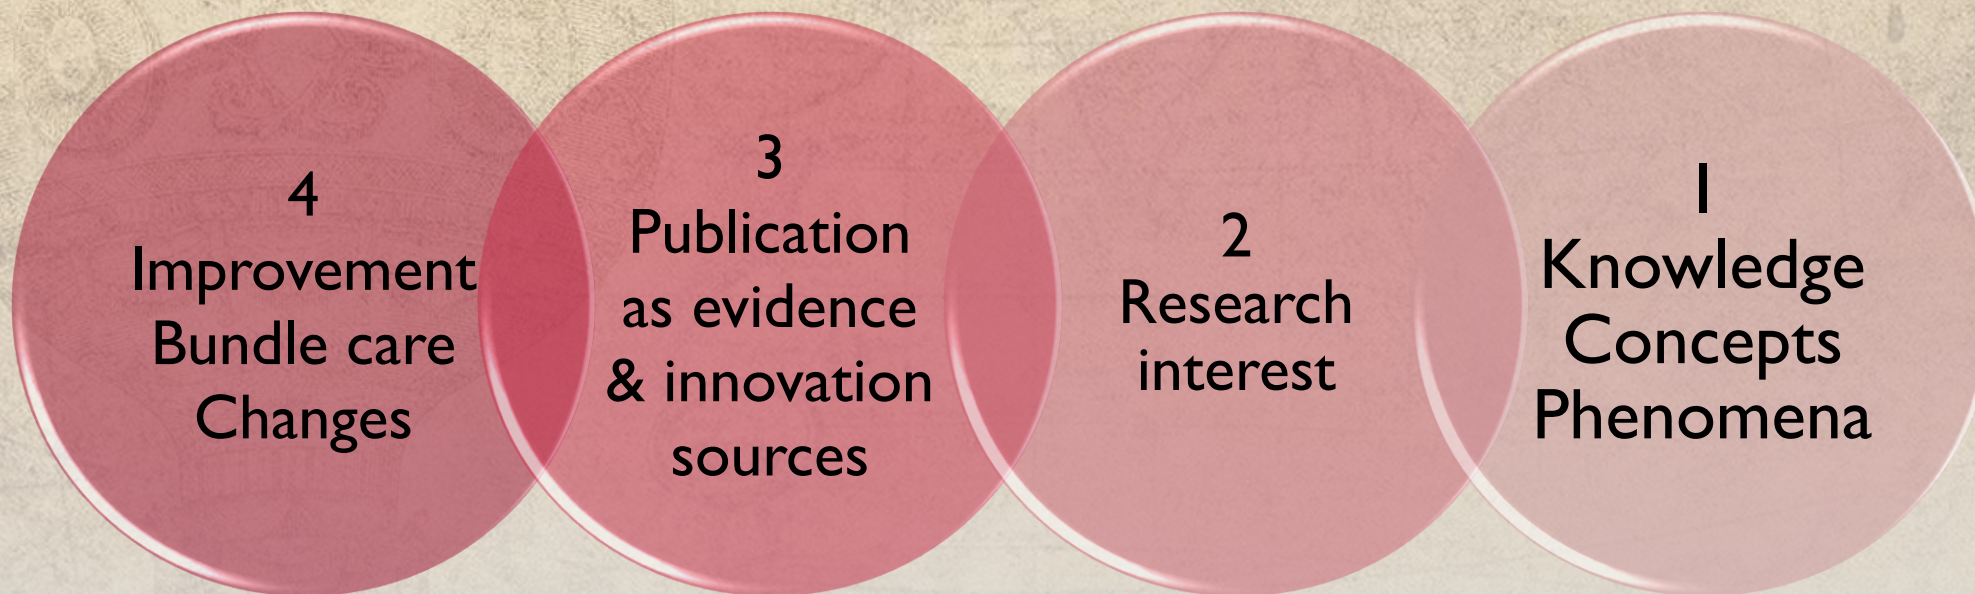 4
Improvement
Bundle care
Changes
3
Publication
as evidence
& innovation
sources
2
Research
interest
1
Knowledge
Concepts
Phenomena